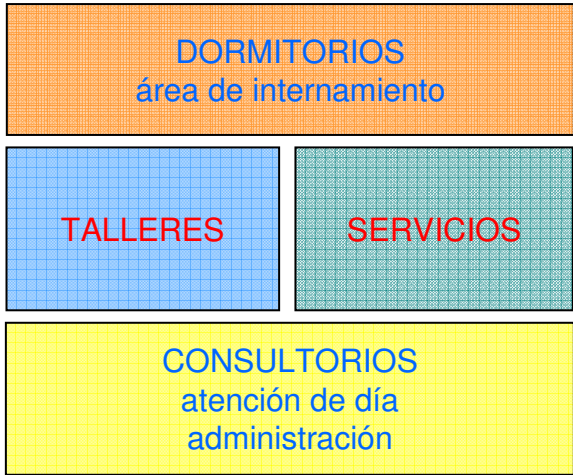 DORMITORIOS
área de internamiento
TALLERES
SERVICIOS
CONSULTORIOS
atención de día
administración